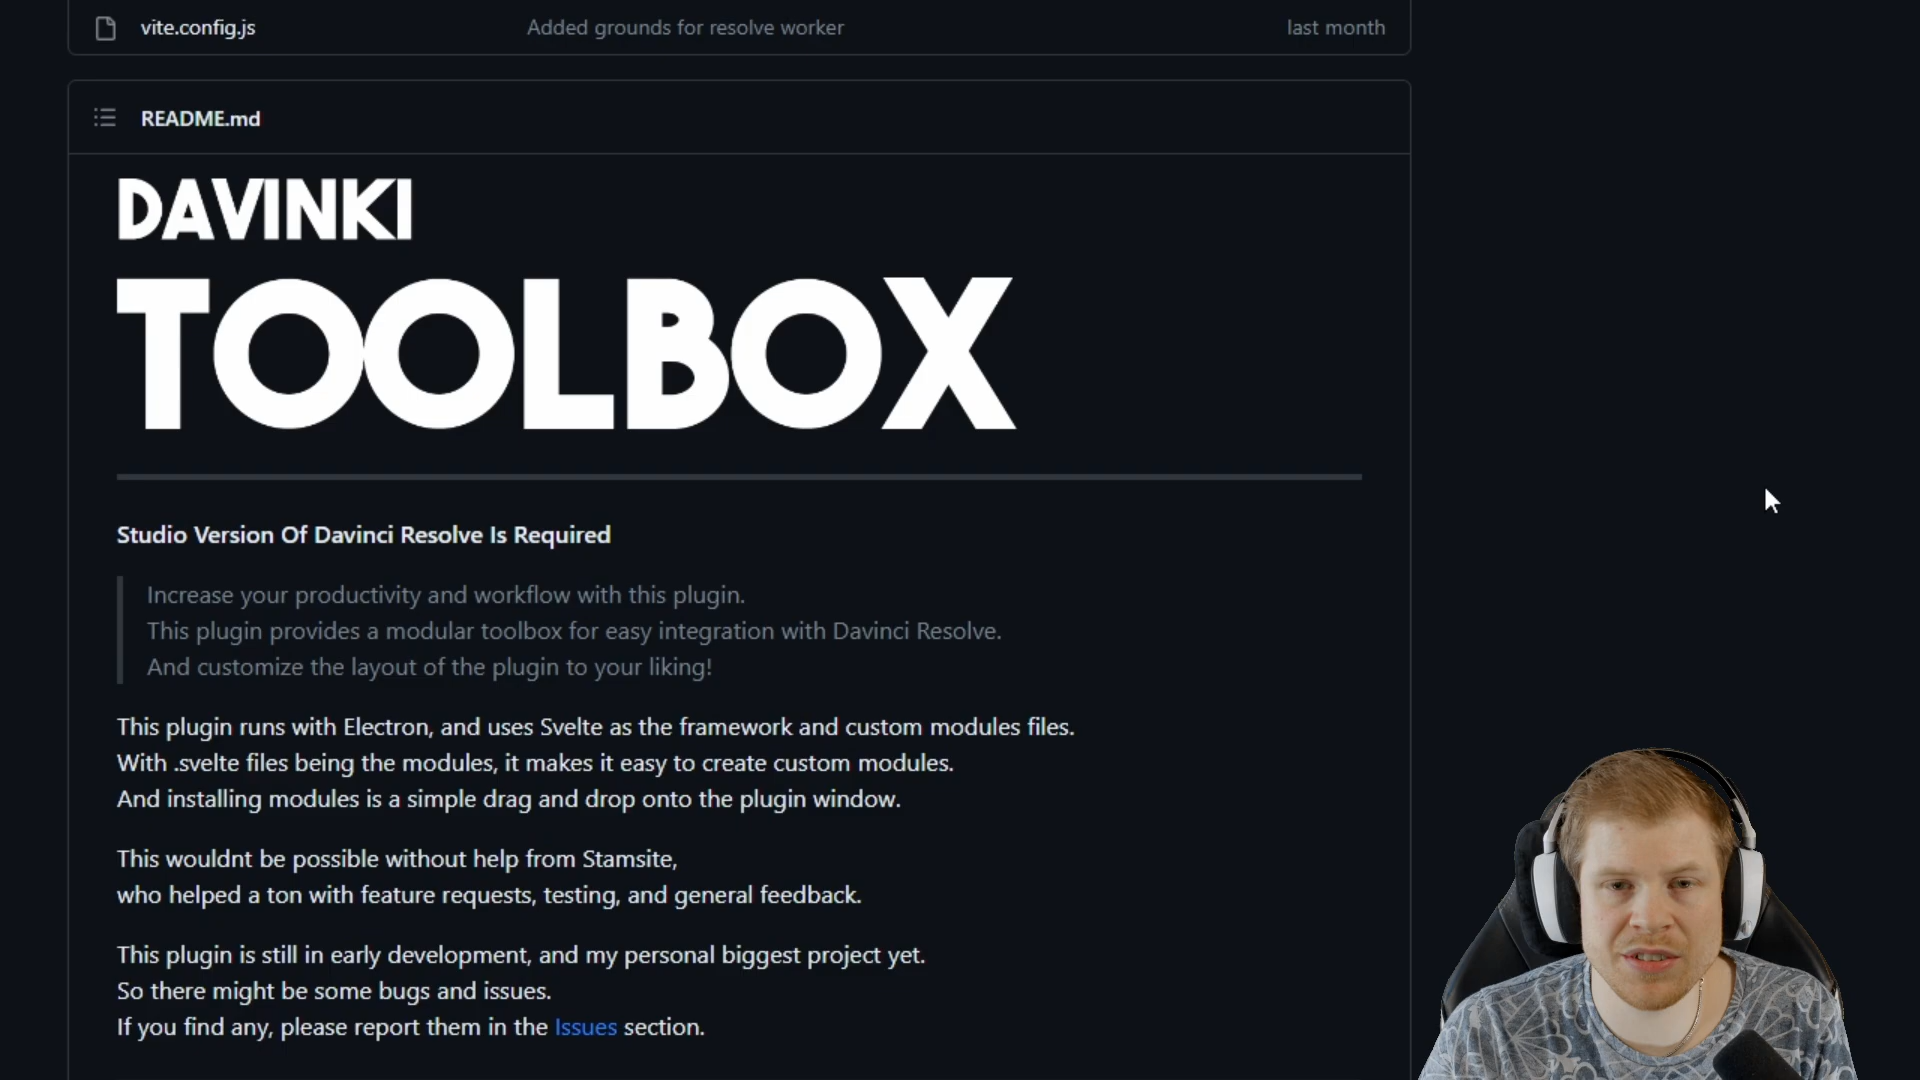 vite.config.js
Added grounds for resolve worker
last month
README.md
DAVINKI
TOOLBOX
Studio Version Of Davinci Resolve Is Required
Increase your productivity and workflow with this plugin.
This plugin provides a modular toolbox for easy integration with Davinci Resolve.
And customize the layout of the plugin to your liking!
This plugin runs with Electron, and uses Svelte as the framework and custom modules files.
With .svelte files being the modules, it makes it easy to create custom modules.
And installing modules is a simple drag and drop onto the plugin window.
This wouldnt be possible without help from Stamsite,
who helped a ton with feature requests, testing, and general feedback.
This plugin is still in early development, and my personal biggest project yet.
So there might be some bugs and issues.
If you find any, please report them in the Issues section.